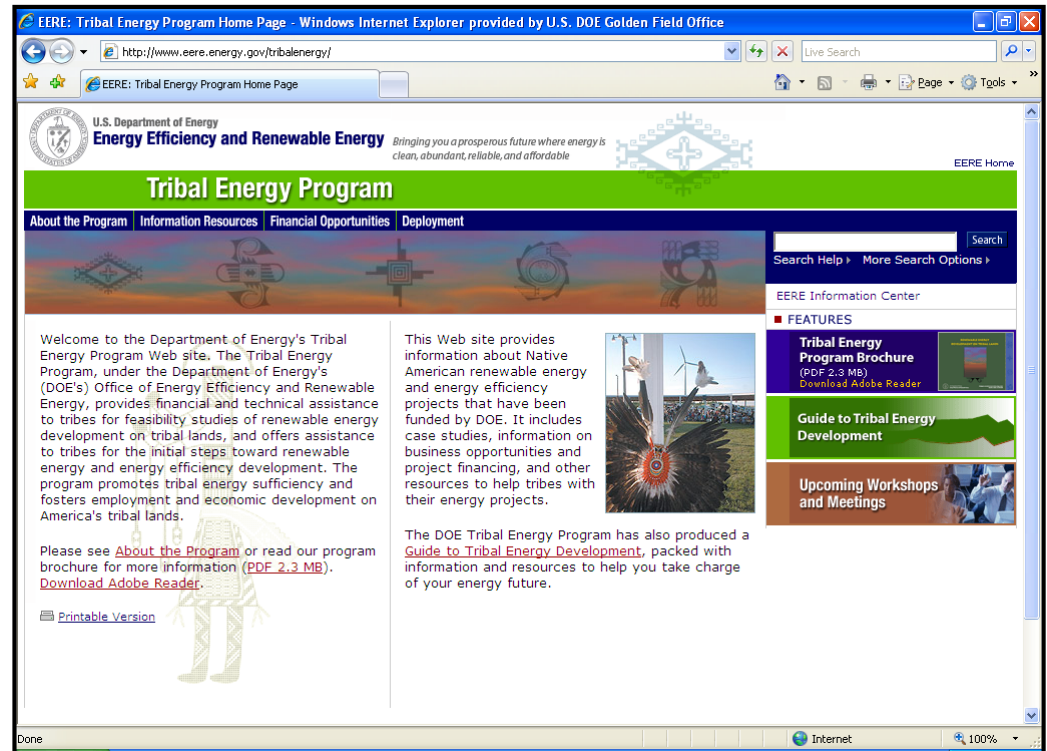 EERE: Tribal Energy Program Home Page - Windows Internet Explorer provided by U.S. DOE Golden Field Office
http://www.eere.energy.gov/tribalenergy/
Live Search
EERE: Tribal Energy Program Home Page
Page
Tools
U.S. Department of Energy
Energy Efficiency and Renewable Energy
Bringing you a prosperous future where energy is
clean, abundant, reliable, and affordable
EERE Home
Tribal Energy Program
About the Program
Information Resources
Financial Opportunities
Deployment
Search
Search Help
More Search Options
Welcome to the Department of Energy's Tribal
Energy Program Web site. The Tribal Energy
Program, under the Department of Energy's
(DOE's) Office of Energy Efficiency and Renewable
Energy, provides financial and technical assistance
to tribes for feasibility studies of renewable energy
development on tribal lands, and offers assistance
to tribes for the initial steps toward renewable
energy and energy efficiency development. The
program promotes tribal energy sufficiency and
fosters employment and economic development on
America's tribal lands.
Please see About the Program or read our program
brochure for more information (PDF 2.3 MB).
Download Adobe Reader.
Printable Version
This Web site provides
information about Native
American renewable energy
and energy efficiency
projects that have been
funded by DOE. It includes
case studies, information on
business opportunities and
project financing, and other
resources to help tribes with
their energy projects.
The DOE Tribal Energy Program has also produced a
Guide to Tribal Energy Development, packed with
information and resources to help you take charge
of your energy future.
EERE Information Center
FEATURES
Tribal Energy
Program Brochure
(PDF 2.3 MB)
Download Adobe Reader
Guide to Tribal Energy
Development
Upcoming Workshops
and Meetings
Done
Internet
100%